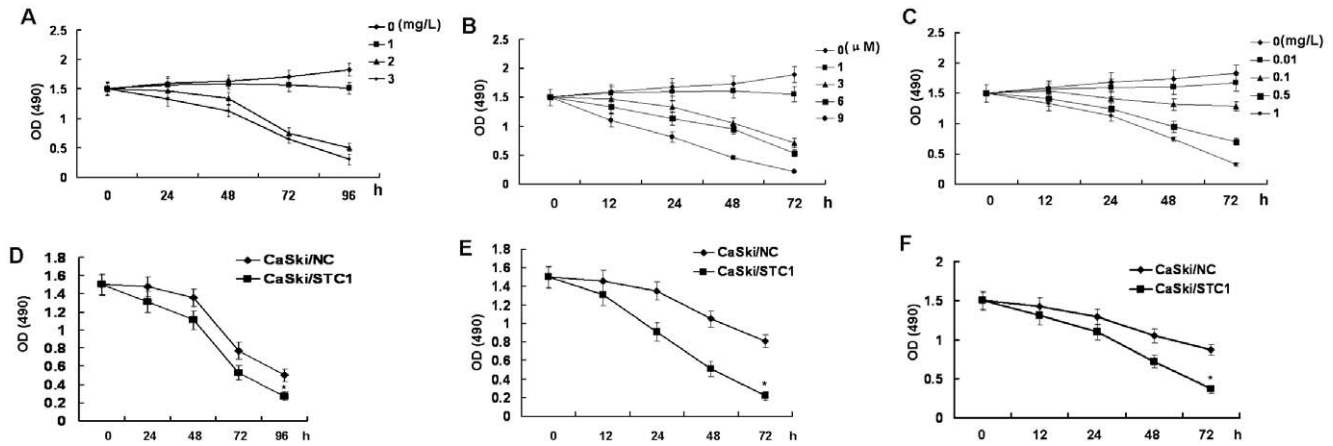 A
0 (mg/L)
1
2
3
OD (490)
2.5
2
1.5
1
0.5
0
0 24 48 72 96 h
B
0( μ M)
1
3
6
9
OD (490)
2.5
2
1.5
1
0.5
0
0 12 24 48 72 h
C
0(mg/L)
0.01
0.1
0.5
1
OD (490)
2.5
2
1.5
1
0.5
0
0 12 24 48 72 h
D
CaSki/NC
CaSki/STC1
OD (490)
1.8
1.6
1.4
1.2
1
0.8
0.6
0.4
0.2
0
*
0 24 48 72 96 h
E
CaSki/NC
CaSki/STC1
OD (490)
1.8
1.6
1.4
1.2
1
0.8
0.6
0.4
0.2
0
*
0 12 24 48 72 h
F
CaSki/NC
CaSki/STC1
OD (490)
2
1.5
1
0.5
0
*
0 12 24 48 72 h